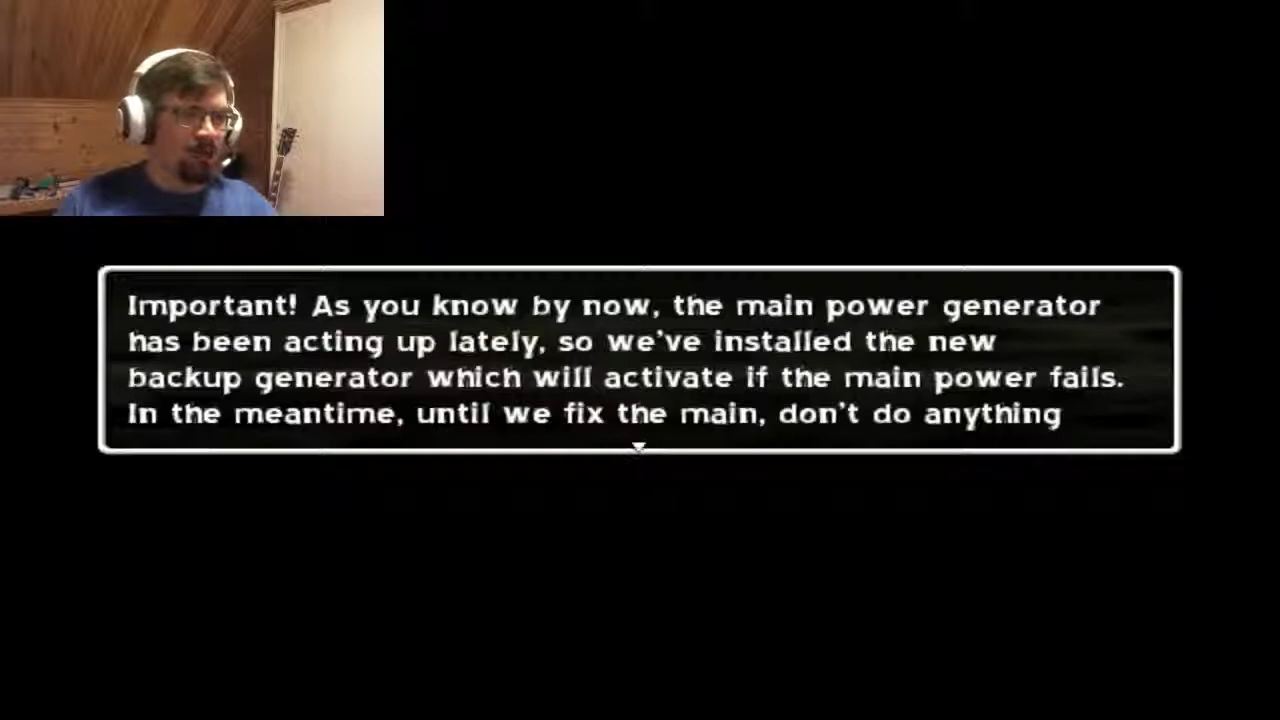 Important! As you know by now, the main power generator
has been acting up lately, so we've installed the new
backup generator which will activate if the main power fails.
In the meantime, until we fix the main, don't do anything